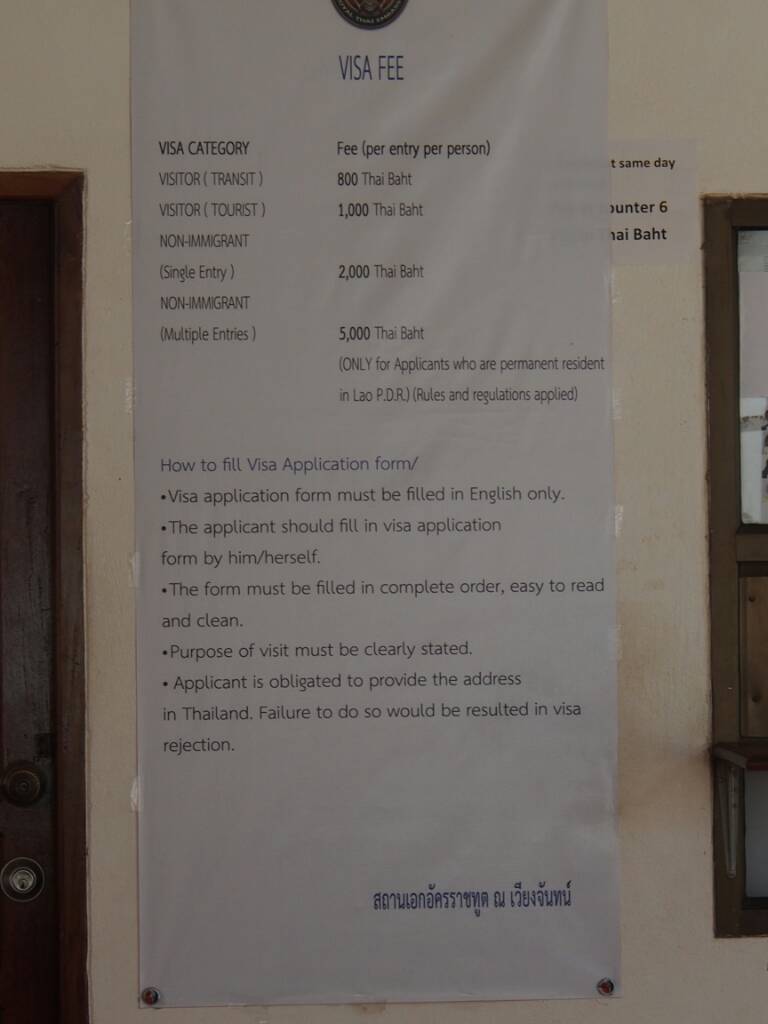 ROYAL THAI EMBASSY
VISA FEE
VISA CATEGORY Fee (per entry per person)
VISITOR ( TRANSIT ) 800 Thai Baht
VISITOR ( TOURIST ) 1,000 Thai Baht
NON-IMMIGRANT
(Single Entry ) 2,000 Thai Baht
NON-IMMIGRANT
(Multiple Entries ) 5,000 Thai Baht
(ONLY for Applicants who are permanent resident
in Lao P.D.R.) (Rules and regulations applied)
How to fill Visa Application form/
•Visa application form must be filled in English only.
•The applicant should fill in visa application
form by him/herself.
•The form must be filled in complete order, easy to read
and clean.
•Purpose of visit must be clearly stated.
• Applicant is obligated to provide the address
in Thailand. Failure to do so would be resulted in visa
rejection.
สถานเอกอัครราชทูต ณ เวียงจันทน์
same day
6
Baht